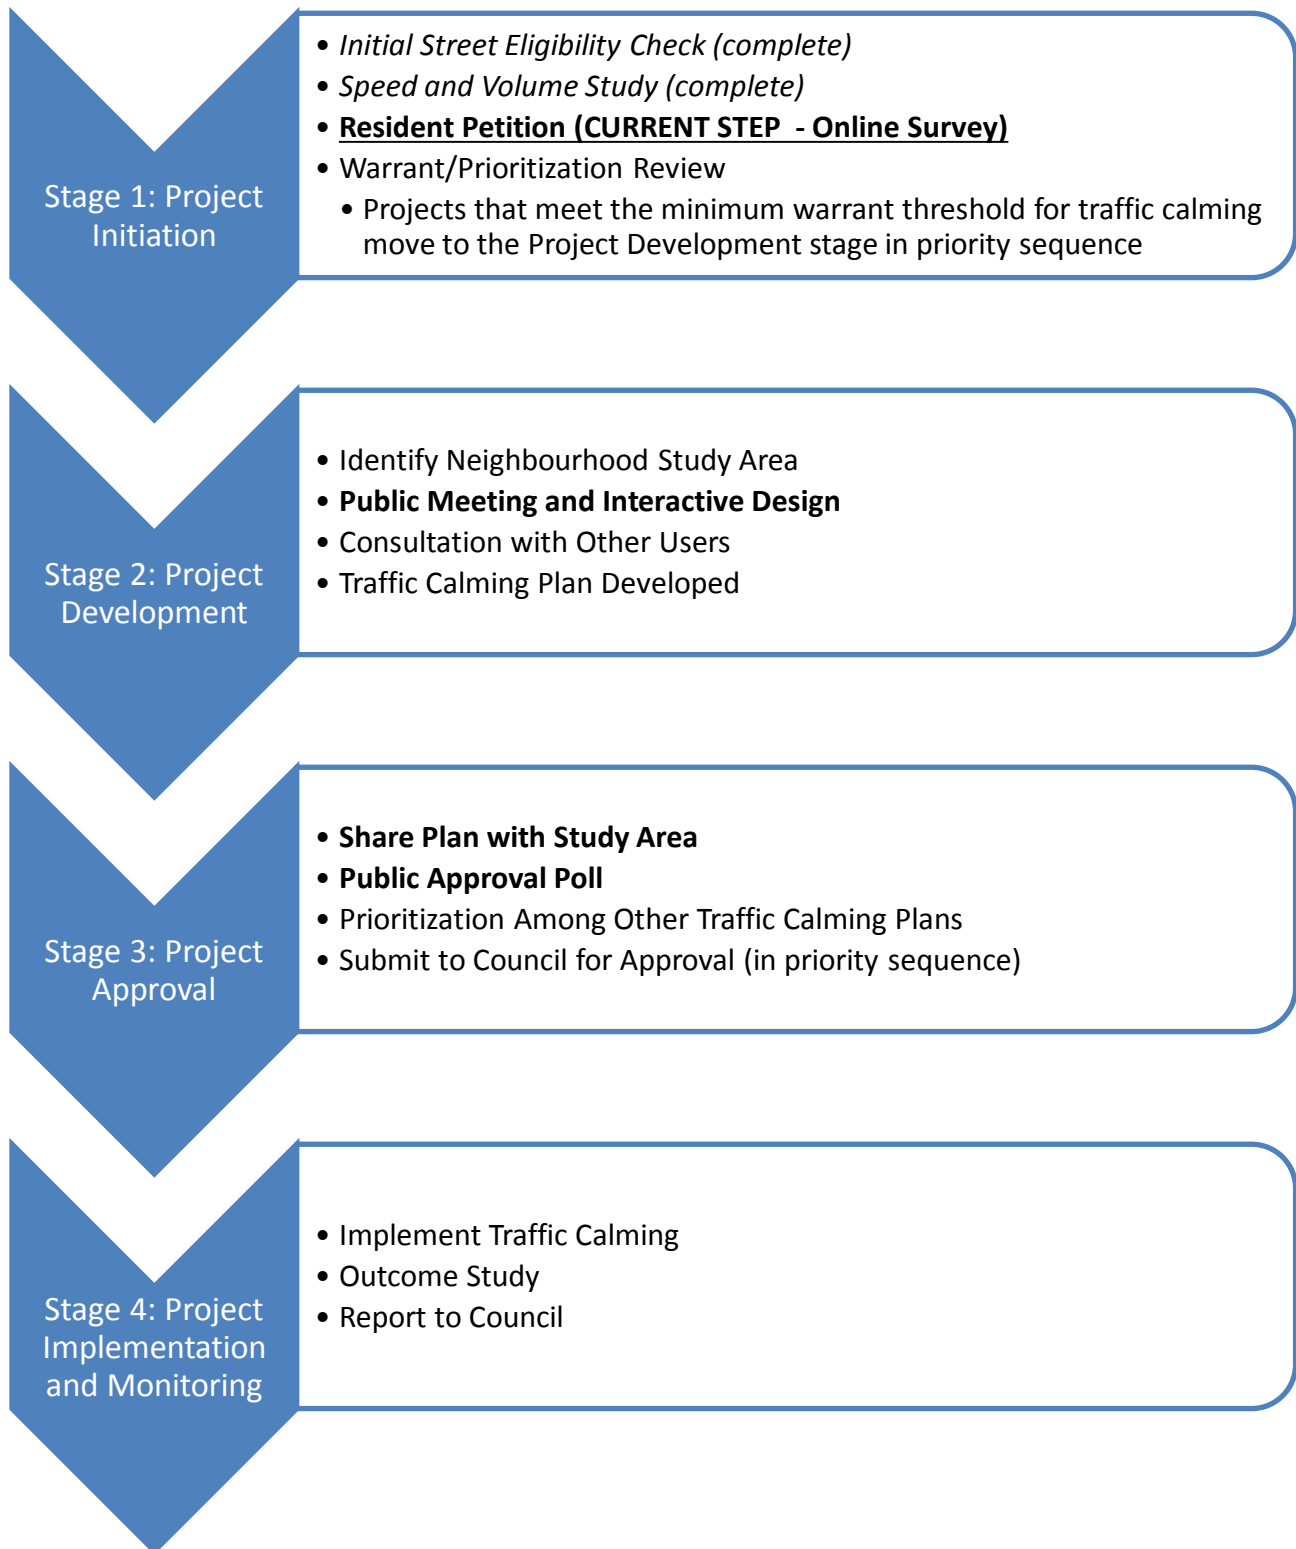 Stage 1: Project
Initiation
• Initial Street Eligibility Check (complete)
• Speed and Volume Study (complete)
• Resident Petition (CURRENT STEP - Online Survey)
• Warrant/Prioritization Review
• Projects that meet the minimum warrant threshold for traffic calming
move to the Project Development stage in priority sequence
Stage 2: Project
Development
• Identify Neighbourhood Study Area
• Public Meeting and Interactive Design
• Consultation with Other Users
• Traffic Calming Plan Developed
Stage 3: Project
Approval
• Share Plan with Study Area
• Public Approval Poll
• Prioritization Among Other Traffic Calming Plans
• Submit to Council for Approval (in priority sequence)
Stage 4: Project
Implementation
and Monitoring
• Implement Traffic Calming
• Outcome Study
• Report to Council